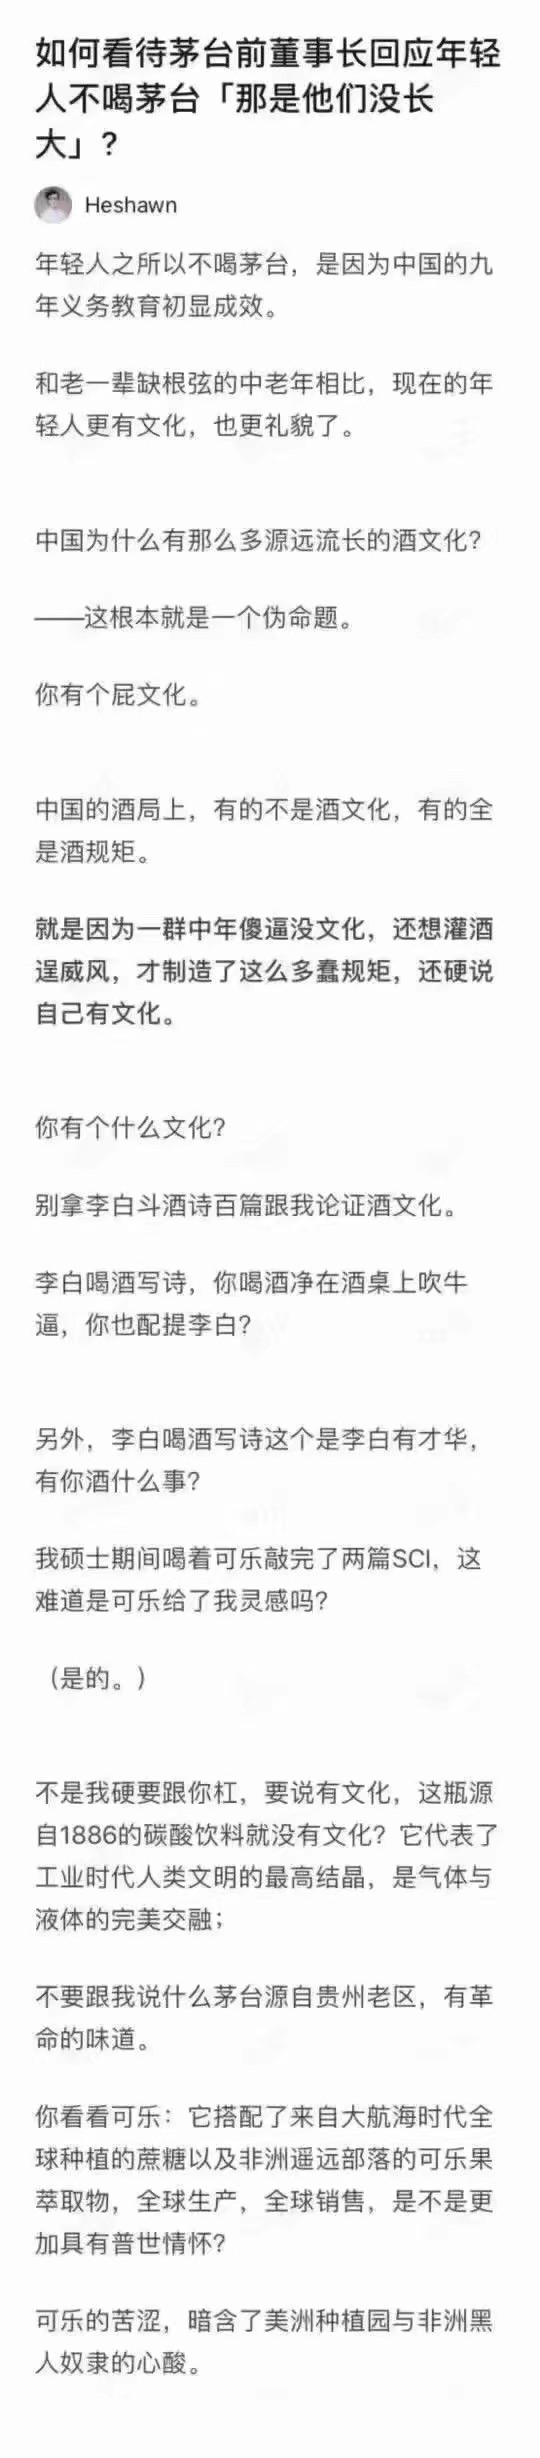 如何看待茅台前董事长回应年轻
人不喝茅台「那是他们没长
大」?
Heshawn
年轻人之所以不喝茅台，是因为中国的九
年义务教育初显成效。
和老一辈缺根弦的中老年相比，现在的年
轻人更有文化，也更礼貌了。
中国为什么有那么多源远流长的酒文化?
——这根本就是一个伪命题。
你有个屁文化。
中国的酒局上，有的不是酒文化，有的全
是酒规矩。
就是因为一群中年傻逼没文化，还想灌酒
逞威风，才制造了这么多蠢规矩，还硬说
自己有文化。
你有个什么文化?
别拿李白斗酒诗百篇跟我论证酒文化。
李白喝酒写诗，你喝酒净在酒桌上吹牛
逼，你也配提李白?
另外，李白喝酒写诗这个是李白有才华，
有你酒什么事?
我硕士期间喝着可乐敲完了两篇SCI，这
难道是可乐给了我灵感吗?
（是的。）
不是我硬要跟你杠，要说有文化，这瓶源
自1886的碳酸饮料就没有文化? 它代表了
工业时代人类文明的最高结晶，是气体与
液体的完美交融;
不要跟我说什么茅台源自贵州老区，有革
命的味道。
你看看可乐: 它搭配了来自大航海时代全
球种植的蔗糖以及非洲遥远部落的可乐果
萃取物，全球生产，全球销售，是不是更
加具有普世情怀?
可乐的苦涩，暗含了美洲种植园与非洲黑
人奴隶的心酸。